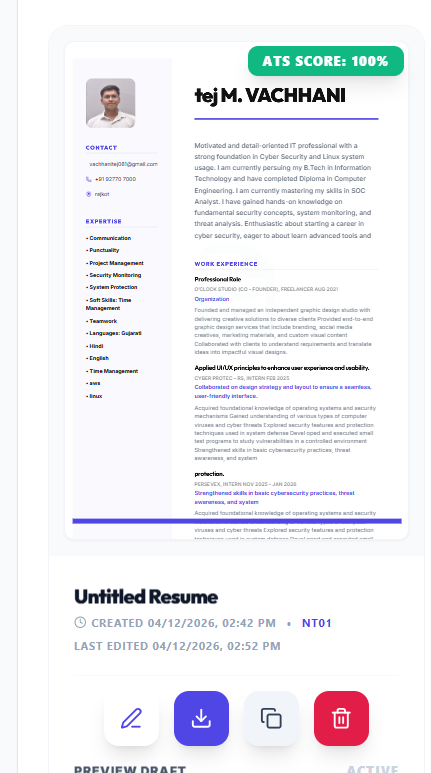 ATS SCORE: 100%
tej M. VACHHANI
CONTACT
vachhanitej081@gmail.com
+91 92770 7000
rajkot
EXPERTISE
• Communication
• Punctuality
• Project Management
• Security Monitoring
• System Protection
• Soft Skills: Time
Management
• Teamwork
• Languages: Gujarati
• Hindi
• English
• Time Management
• aws
• linux
Motivated and detail-oriented IT professional with a
strong foundation in Cyber Security and Linux system
usage. I am currently persuing my B.Tech in Information
Technology and have completed Diploma in Computer
Engineering. I am currently mastering my skills in SOC
Analyst. I have gained hands-on knowledge on
fundamental security concepts, system monitoring, and
threat analysis. Enthusiastic about starting a career in
cyber security, eager to about learn advanced tools and
WORK EXPERIENCE
Professional Role
O'CLOCK STUDIO (CO - FOUNDER), FREELANCER AUG 2021
Organization
Founded and managed an independent graphic design studio with
delivering creative solutions to diverse clients Provided end-to-end
graphic design services that include branding, social media
creatives, marketing materials, and custom visual content
Collaborated with clients to understand requirements and translate
ideas into impactful visual designs.
Applied UI/UX principles to enhance user experience and usability.
CYBER PROTEC - RS, INTERN FEB 2025
Collaborated on design strategy and layout to ensure a seamless,
user-friendly interface.
Acquired foundational knowledge of operating systems and security
mechanisms Gained understanding of various types of computer
viruses and cyber threats Explored security features and protection
techniques used in system defense Devel oped and executed small
test programs to study vulnerabilities in a controlled environment
Strengthened skills in basic cybersecurity practices, threat
awareness, and system
protection.
PERSEVEX, INTERN NOV 2025 - JAN 2026
Strengthened skills in basic cybersecurity practices, threat
awareness, and system
Acquired foundational knowledge of operating systems and security
viruses and cyber threats Explored security features and protection
Untitled Resume
CREATED 04/12/2026, 02:42 PM • NT01
LAST EDITED 04/12/2026, 02:52 PM
PREVIEW DRAFT
ACTIVE